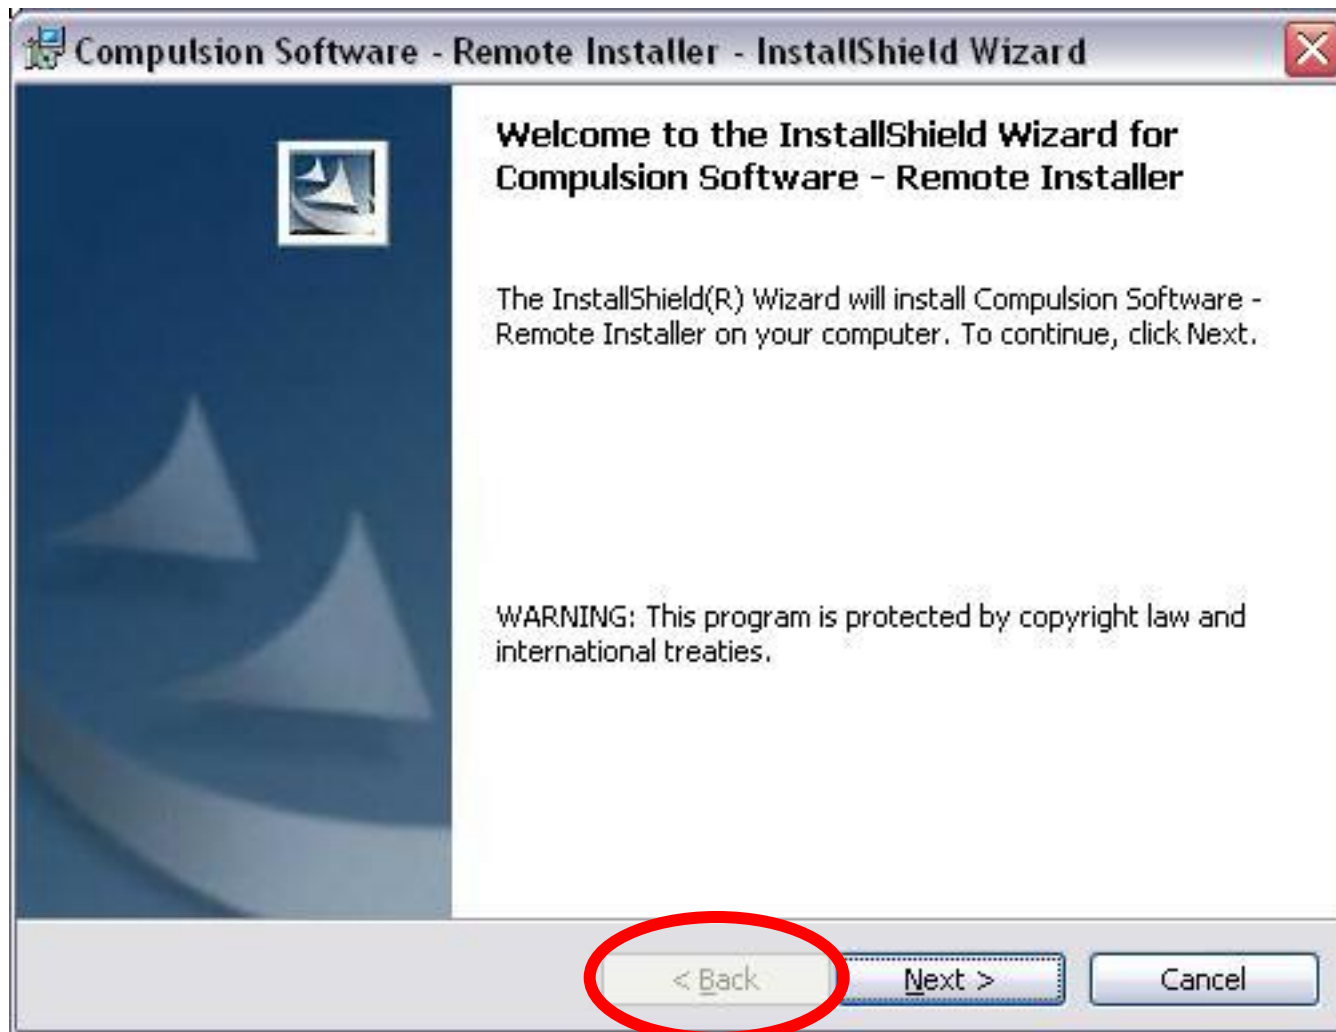 Compulsion Software - Remote Installer - InstallShield Wizard
Welcome to the InstallShield Wizard for
Compulsion Software - Remote Installer
The InstallShield(R) Wizard will install Compulsion Software -
Remote Installer on your computer. To continue, click Next.
WARNING: This program is protected by copyright law and
international treaties.
< Back Next > Cancel